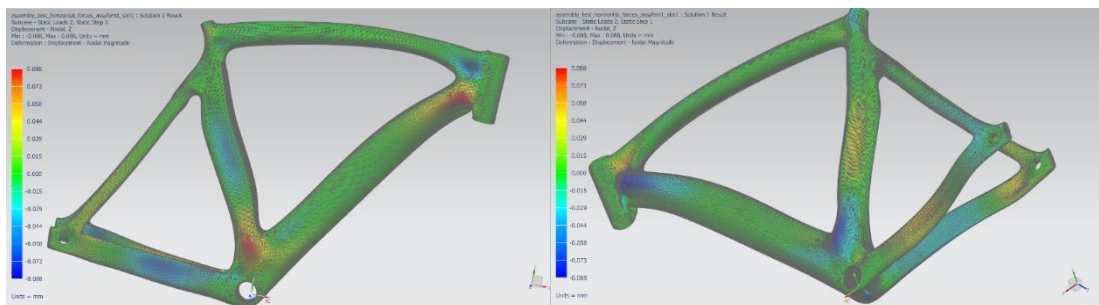 assembly_test_horizontal_forces_assyfem1_sim1 : Solution 1 Result
Subcase - Static Loads 2, Static Step 1
Displacement - Nodal, Z
Min : -0.088, Max : 0.088, Units = mm
Deformation : Displacement - Nodal Magnitude
0.088
0.073
0.058
0.044
0.029
0.015
0.000
-0.015
-0.029
-0.044
-0.058
-0.073
-0.088
Units = mm
assembly_test_horizontal_forces_assyfem1_sim1 : Solution 1 Result
Subcase - Static Loads 2, Static Step 1
Displacement - Nodal, Z
Min : -0.088, Max : 0.088, Units = mm
Deformation : Displacement - Nodal Magnitude
0.088
0.073
0.058
0.044
0.029
0.015
0.000
-0.015
-0.029
-0.044
-0.058
-0.073
-0.088
Units = mm